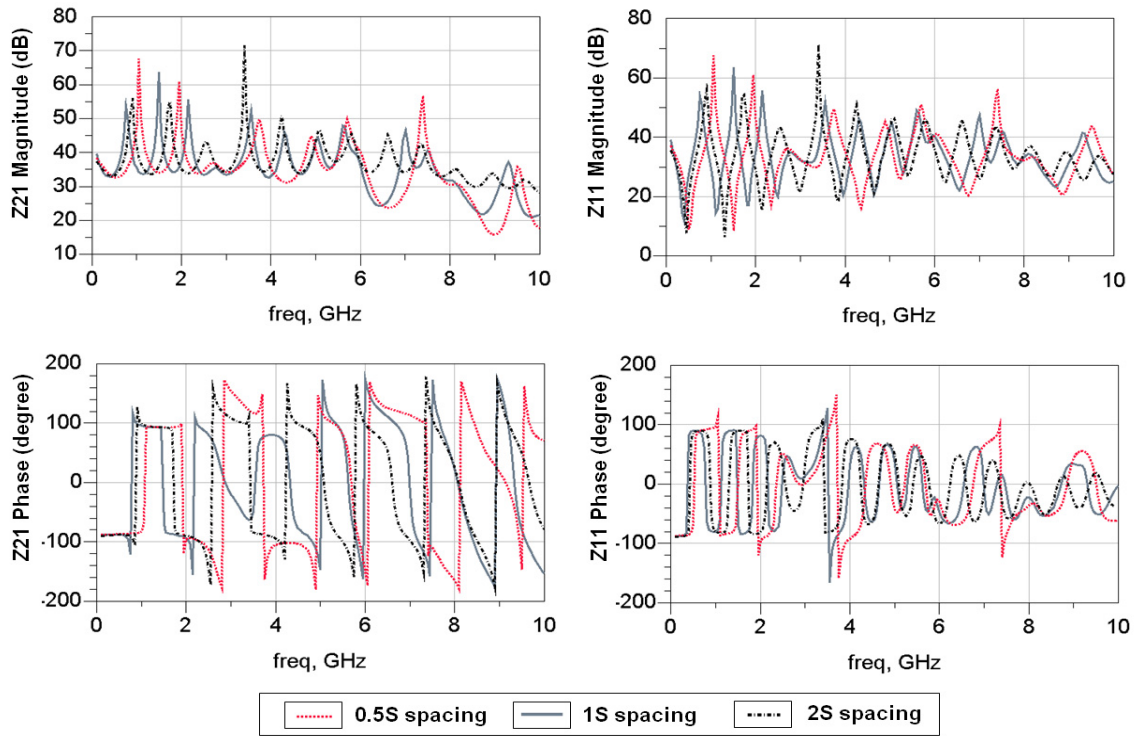 Z21 Magnitude (dB)
80
70
60
50
40
30
20
10
0 2 4 6 8 10
freq, GHz
Z11 Magnitude (dB)
80
60
40
20
0
0 2 4 6 8 10
freq, GHz
Z21 Phase (degree)
200
100
0
-100
-200
0 2 4 6 8 10
freq, GHz
Z11 Phase (degree)
200
100
0
-100
-200
0 2 4 6 8 10
freq, GHz
0.5S spacing 1S spacing 2S spacing